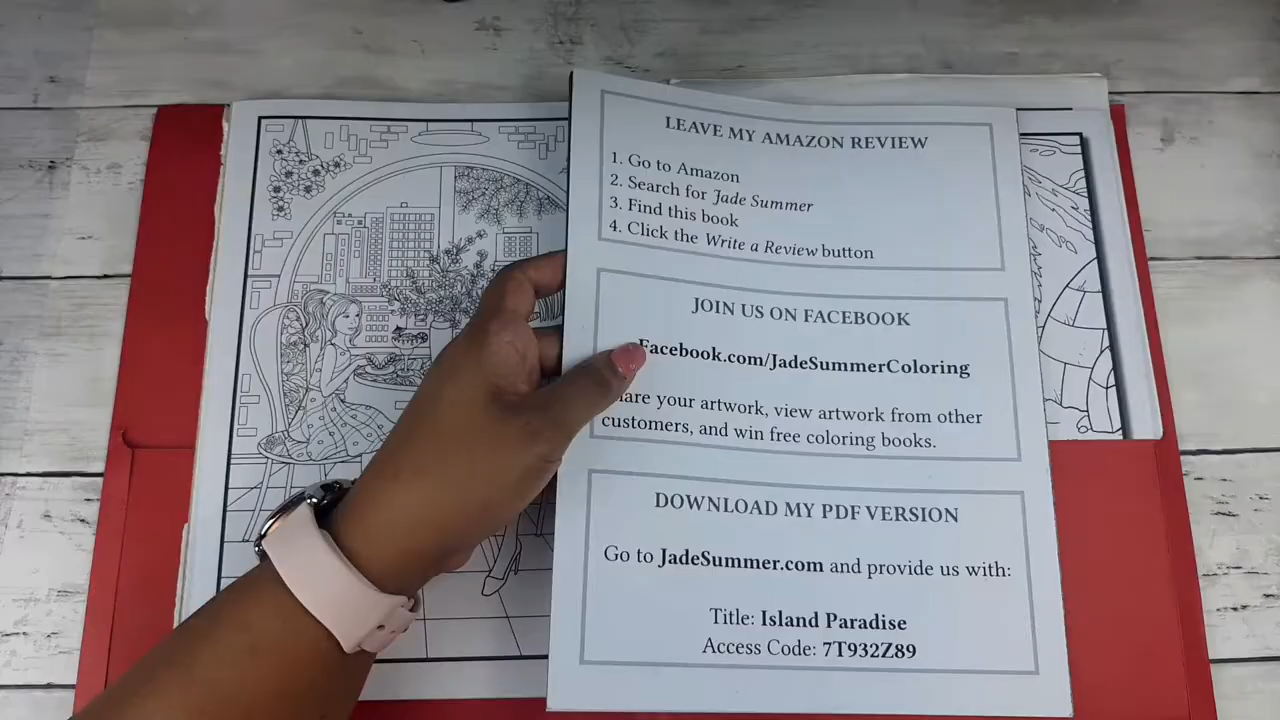 LEAVE MY AMAZON REVIEW
1. Go to Amazon
2. Search for Jade Summer
3. Find this book
4. Click the Write a Review button
JOIN US ON FACEBOOK
Facebook.com/JadeSummerColoring
are your artwork, view artwork from other
customers, and win free coloring books.
DOWNLOAD MY PDF VERSION
Go to JadeSummer.com and provide us with:
Title: Island Paradise
Access Code: 7T932Z89